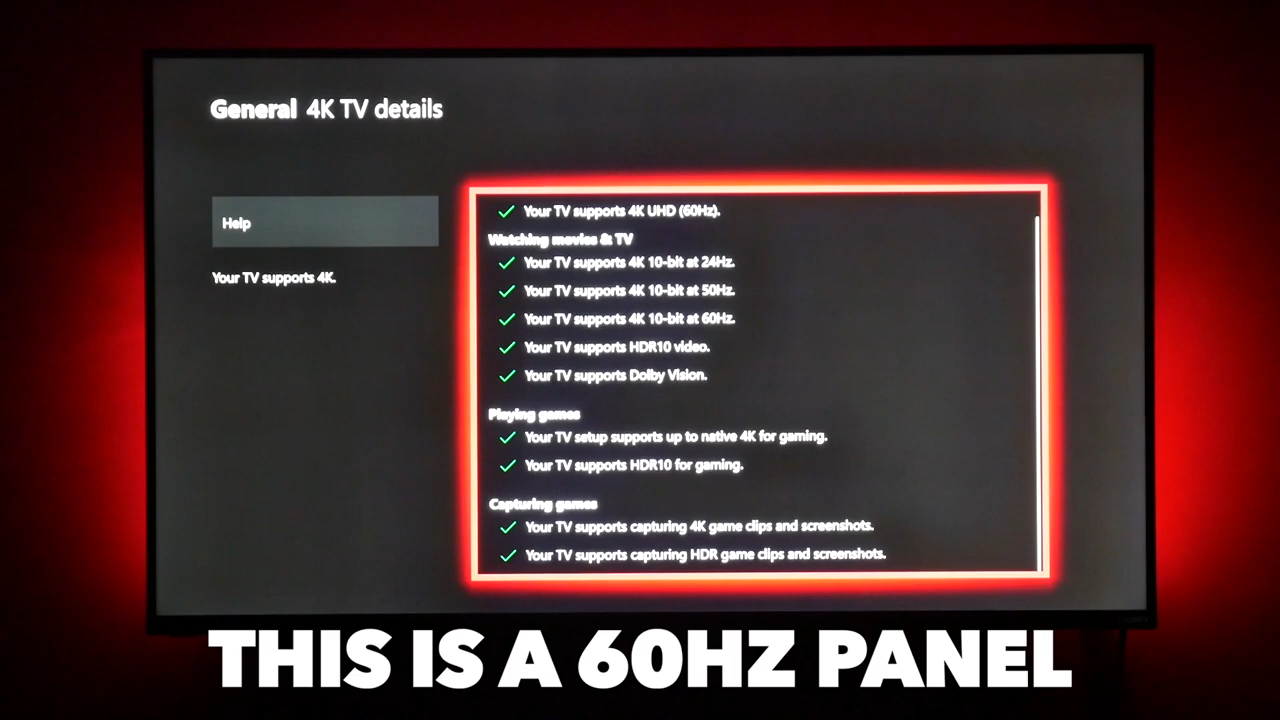 General 4K TV details
Help
Your TV supports 4K.
Your TV supports 4K UHD (60Hz).
Watching movies & TV
Your TV supports 4K 10-bit at 24Hz.
Your TV supports 4K 10-bit at 50Hz.
Your TV supports 4K 10-bit at 60Hz.
Your TV supports HDR10 video.
Your TV supports Dolby Vision.
Playing games
Your TV setup supports up to native 4K for gaming.
Your TV supports HDR10 for gaming.
Capturing games
Your TV supports capturing 4K game clips and screenshots.
Your TV supports capturing HDR game clips and screenshots.
THIS IS A 60HZ PANEL